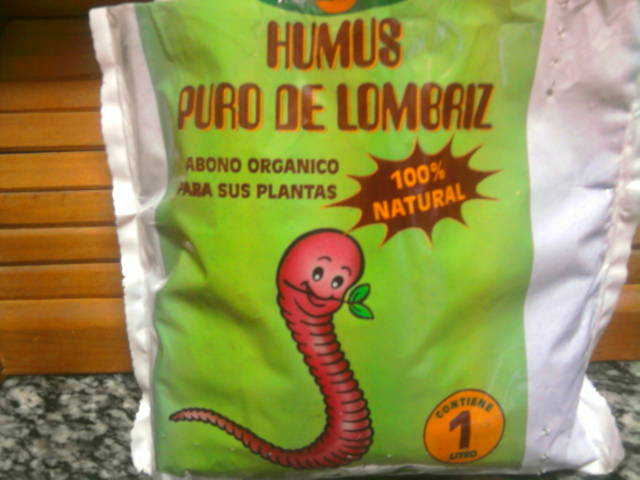 HUMUS
PURO DE LOMBRIZ
ABONO ORGANICO
PARA SUS PLANTAS
100%
NATURAL
CONTIENE
1
LITRO